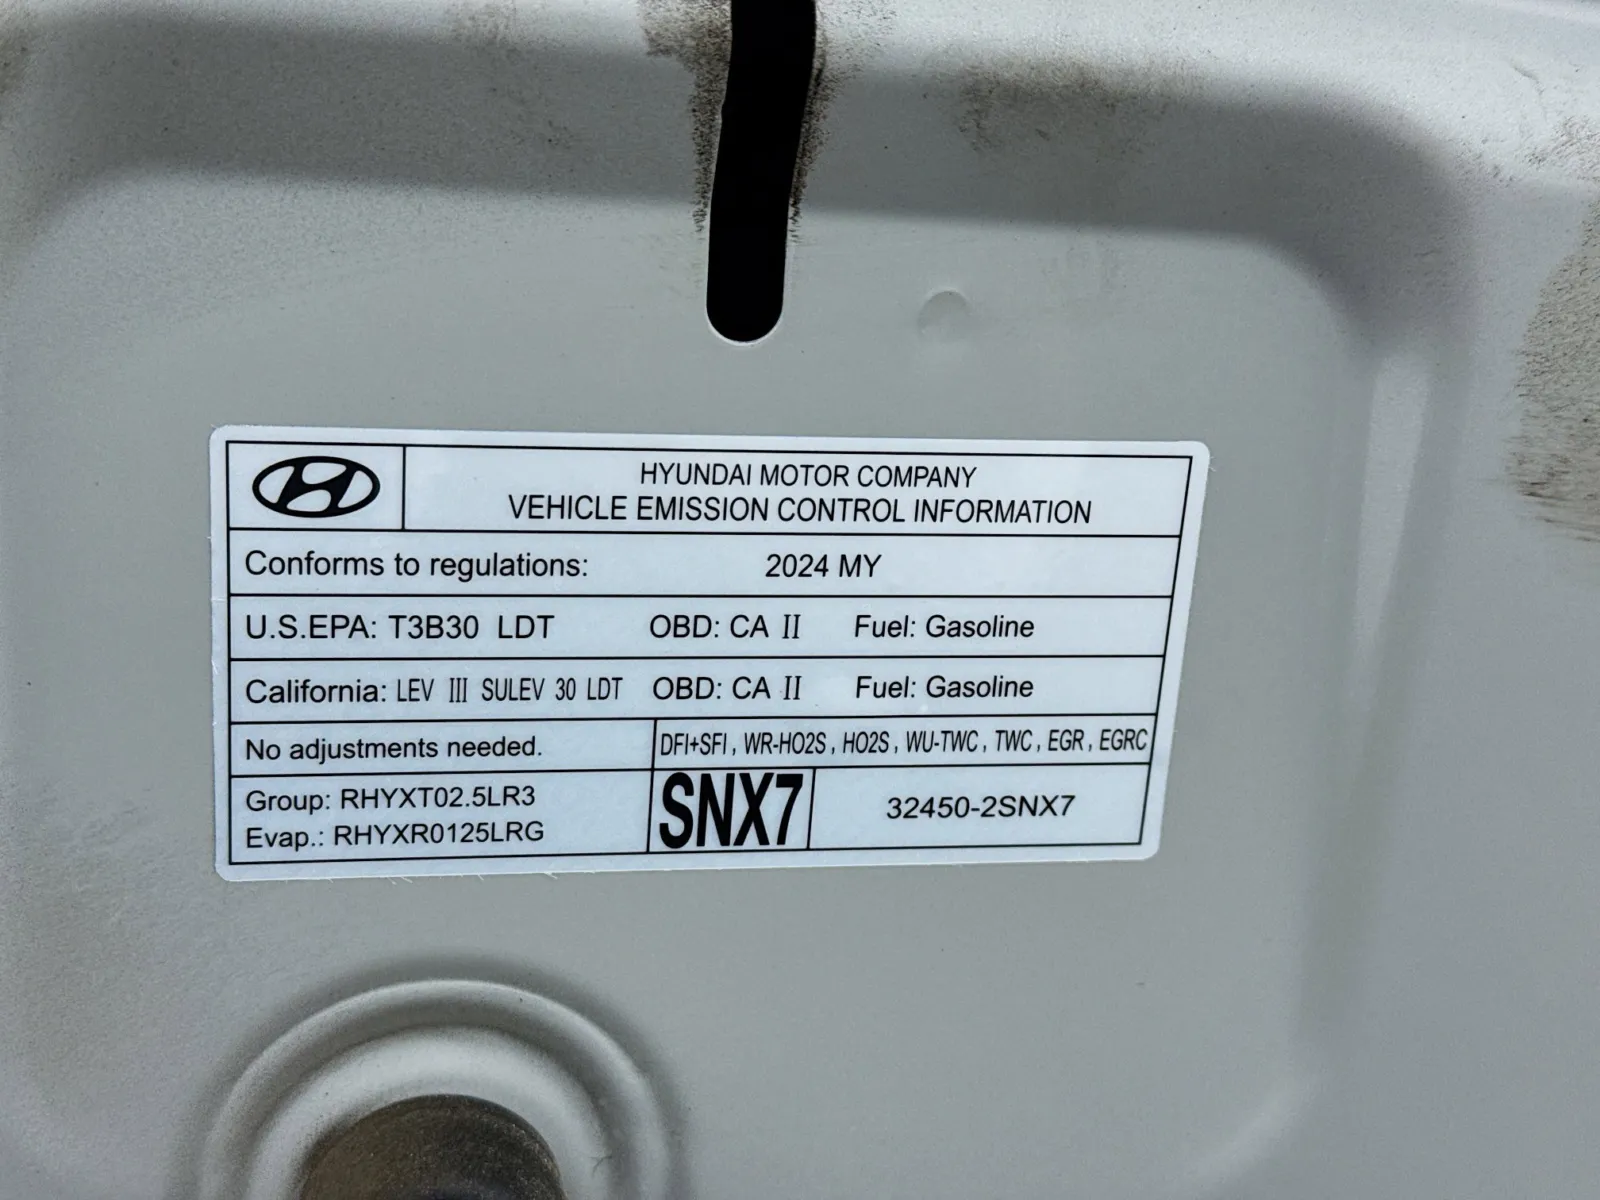 HYUNDAI MOTOR COMPANY
VEHICLE EMISSION CONTROL INFORMATION
Conforms to regulations: 2024 MY
U.S.EPA: T3B30 LDT OBD: CA II Fuel: Gasoline
California: LEV III SULEV 30 LDT OBD: CA II Fuel: Gasoline
No adjustments needed. DFI+SFI, WR-HO2S, HO2S, WU-TWC, TWC, EGR, EGRC
Group: RHYXT02.5LR3
Evap.: RHYXR0125LRG
SNX7
32450-2SNX7